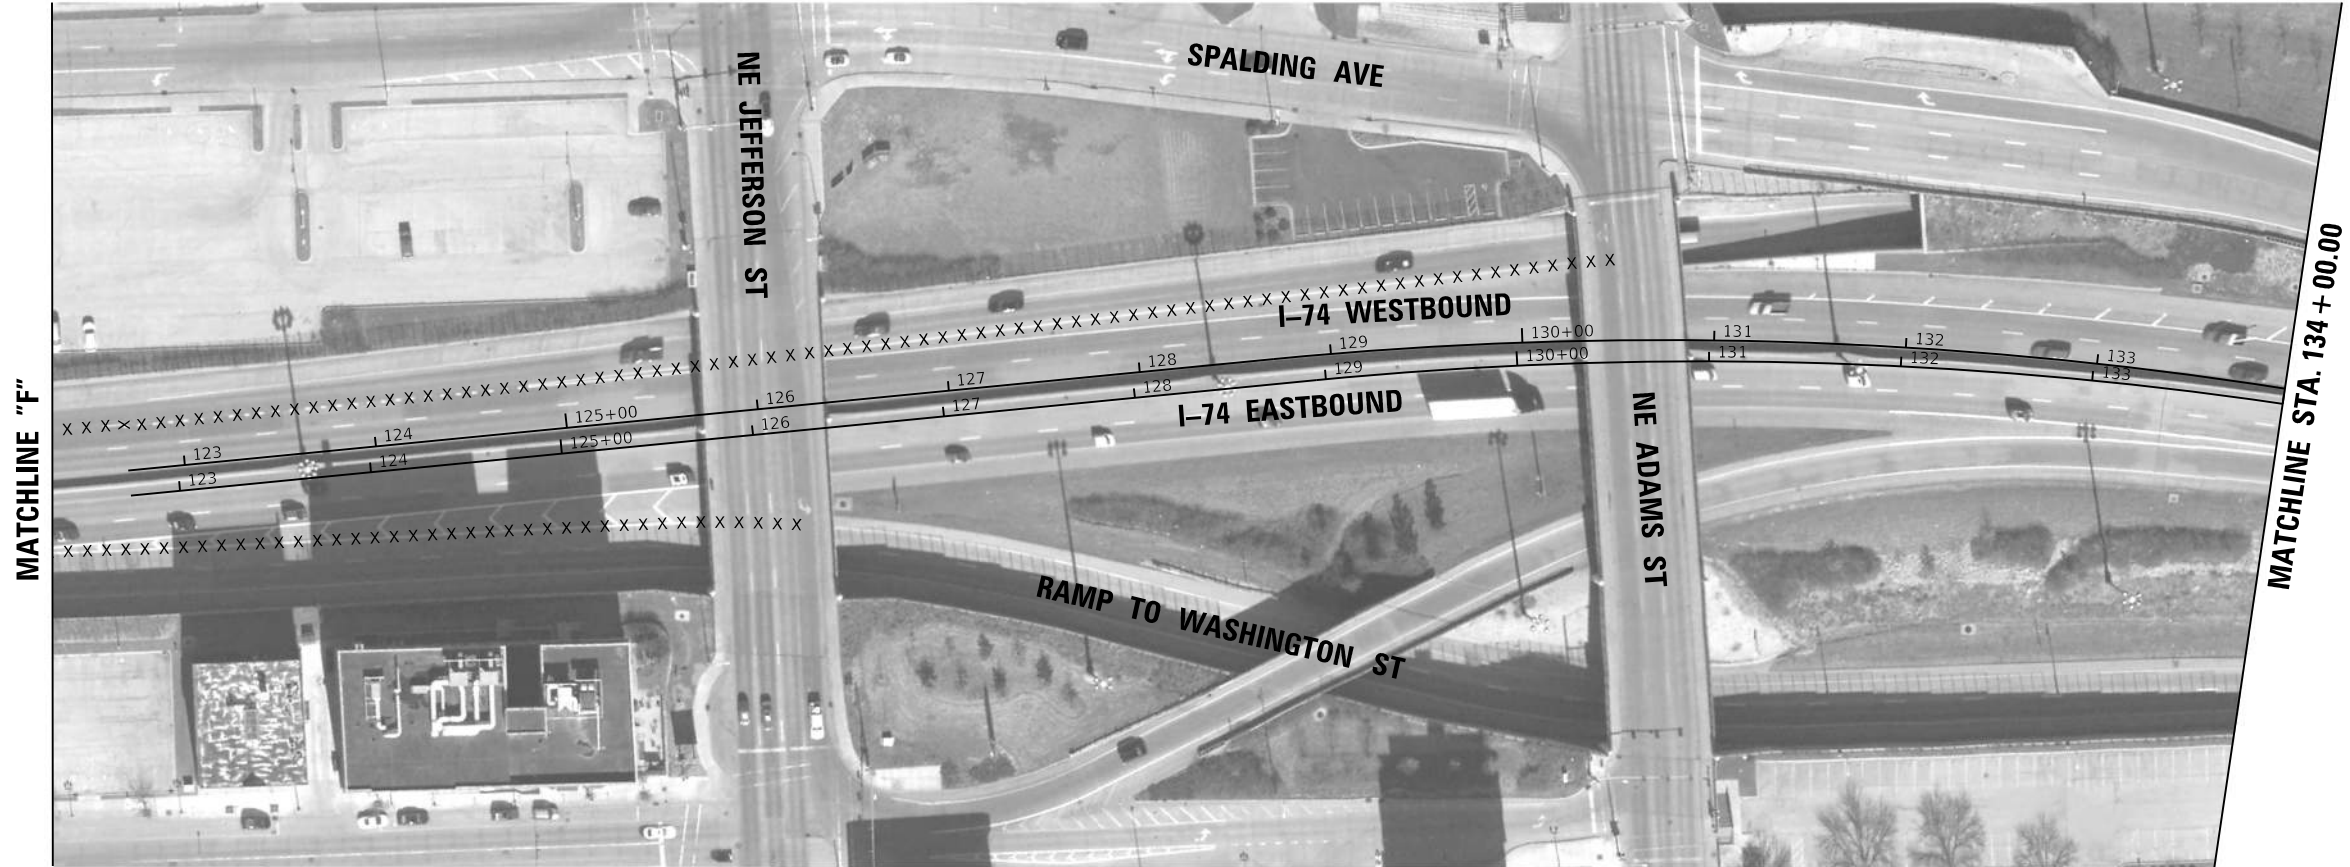 SPALDING AVE
NE JEFFERSON ST
I–74 WESTBOUND
123
124
125+00
126
127
128
129
130+00
131
132
133
123
124
125+00
126
127
128
129
130+00
131
132
133
I–74 EASTBOUND
NE ADAMS ST
RAMP TO WASHINGTON ST
MATCHLINE "F"
MATCHLINE STA. 134+00.00